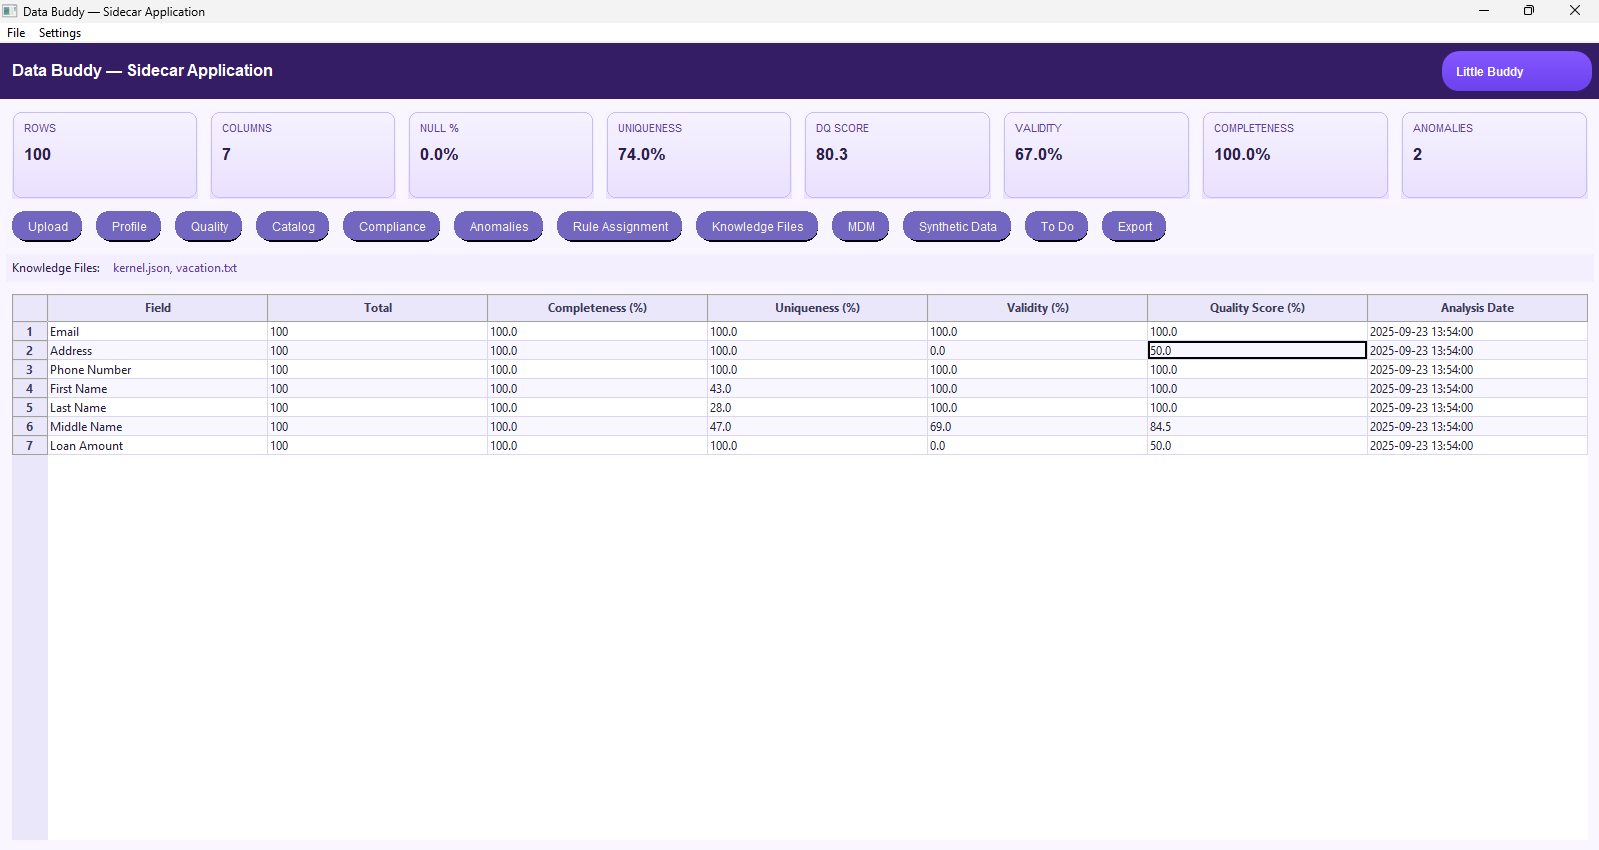 Data Buddy — Sidecar Application
File Settings
Data Buddy — Sidecar Application
Little Buddy
ROWS COLUMNS NULL % UNIQUENESS DQ SCORE VALIDITY COMPLETENESS ANOMALIES
100 7 0.0% 74.0% 80.3 67.0% 100.0% 2
Upload Profile Quality Catalog Compliance Anomalies Rule Assignment Knowledge Files MDM Synthetic Data To Do Export
Knowledge Files: kernel.json, vacation.txt
Field Total Completeness (%) Uniqueness (%) Validity (%) Quality Score (%) Analysis Date
1 Email 100 100.0 100.0 100.0 100.0 2025-09-23 13:54:00
2 Address 100 100.0 100.0 0.0 50.0 2025-09-23 13:54:00
3 Phone Number 100 100.0 100.0 100.0 100.0 2025-09-23 13:54:00
4 First Name 100 100.0 43.0 100.0 100.0 2025-09-23 13:54:00
5 Last Name 100 100.0 28.0 100.0 100.0 2025-09-23 13:54:00
6 Middle Name 100 100.0 47.0 69.0 84.5 2025-09-23 13:54:00
7 Loan Amount 100 100.0 100.0 0.0 50.0 2025-09-23 13:54:00